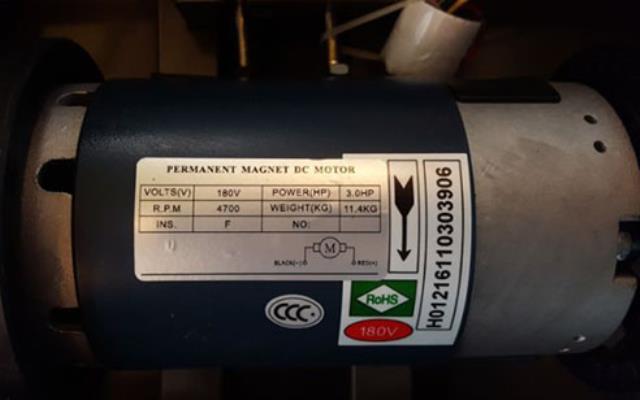 PERMANENT MAGNET DC MOTOR
VOLTS(V) 180V POWER(HP) 3.0HP
R.P.M 4700 WEIGHT(KG) 11.4KG
INS. F NO:
M
BLACK(-) RED(+)
CCC
RoHS
180V
H01216110303906